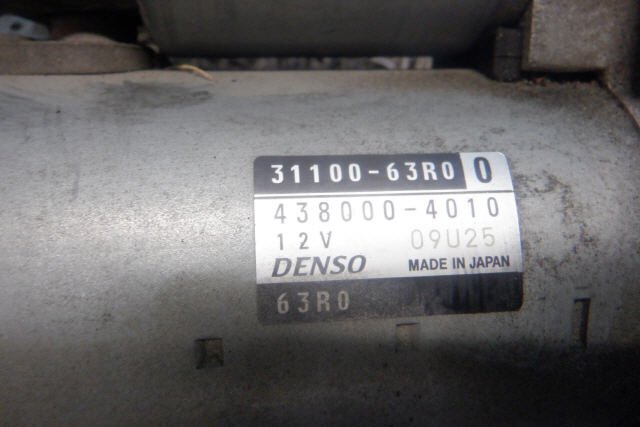 31100-63R0 0
438000-4010
12V 09U25
DENSO MADE IN JAPAN
63R0